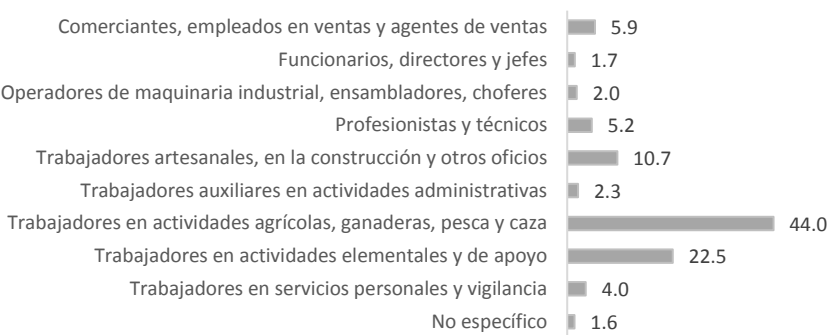 Comerciantes, empleados en ventas y agentes de ventas 5.9
Funcionarios, directores y jefes 1.7
Operadores de maquinaria industrial, ensambladores, choferes 2.0
Profesionistas y técnicos 5.2
Trabajadores artesanales, en la construcción y otros oficios 10.7
Trabajadores auxiliares en actividades administrativas 2.3
Trabajadores en actividades agrícolas, ganaderas, pesca y caza 44.0
Trabajadores en actividades elementales y de apoyo 22.5
Trabajadores en servicios personales y vigilancia 4.0
No específico 1.6